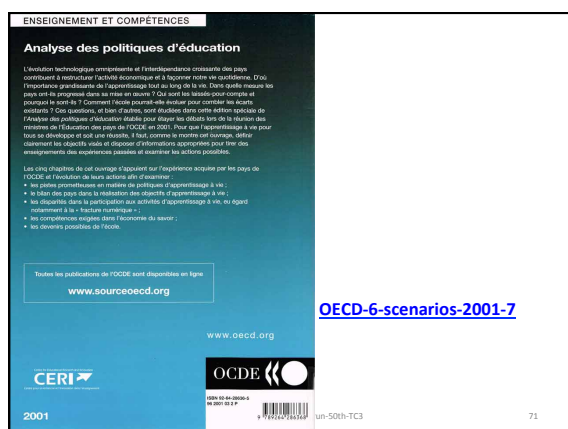 ENSEIGNEMENT ET COMPÉTENCES
Analyse des politiques d'éducation
L'évolution technologique omniprésente et l'interdépendance croissante des pays
contribuent à restructurer l'activité économique et à façonner notre vie quotidienne. D'où
l'importance grandissante de l'apprentissage tout au long de la vie. Dans quelle mesure les
pays ont-ils progressé dans sa mise en œuvre ? Qui sont les laissés-pour-compte et
pourquoi le sont-ils ? Comment l'école pourrait-elle évoluer pour combler les écarts
existants ? Ces questions, et bien d'autres, sont étudiées dans cette édition spéciale de
l'Analyse des politiques d'éducation établie pour étayer les débats lors de la réunion des
ministres de l'Éducation des pays de l'OCDE en 2001. Pour que l'apprentissage à vie pour
tous se développe et soit une réussite, il faut, comme le montre cet ouvrage, définir
clairement les objectifs visés et disposer d'informations appropriées pour tirer des
enseignements des expériences passées et examiner les actions possibles.
Les cinq chapitres de cet ouvrage s'appuient sur l'expérience acquise par les pays de
l'OCDE et l'évolution de leurs actions afin d'examiner :
• les pistes prometteuses en matière de politiques d'apprentissage à vie ;
• le bilan des pays dans la réalisation des objectifs d'apprentissage à vie ;
• les disparités dans la participation aux activités d'apprentissage à vie, eu égard
notamment à la « fracture numérique » ;
• les compétences exigées dans l'économie du savoir ;
• les devenirs possibles de l'école.
Toutes les publications de l'OCDE sont disponibles en ligne
www.sourceoecd.org
OECD-6-scenarios-2001-7
www.oecd.org
OCDE
CERI
ISBN 92-64-28636-5
96 2001 03 2 P
9 789264 286368
2001
un-50th-TC3
71